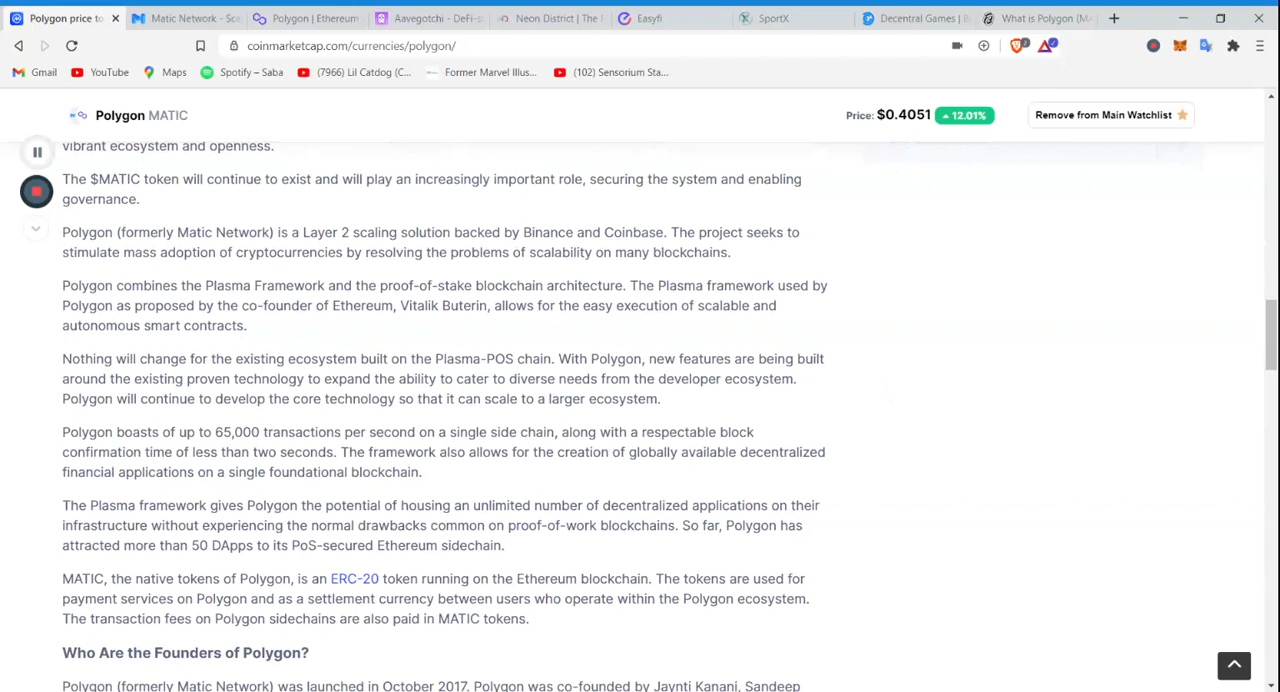 Polygon price to
Matic Network - Sca
Polygon | Ethereum
Aavegotchi - DeFi-s
Neon District | The F
Easyfi
SportX
Decentral Games | B
What is Polygon (MA
coinmarketcap.com/currencies/polygon/
Gmail
YouTube
Maps
Spotify – Saba
(7966) Lil Catdog (C...
Former Marvel Illus...
(102) Sensorium Sta...
Polygon MATIC
Price: $0.4051
12.01%
Remove from Main Watchlist
vibrant ecosystem and openness.
The $MATIC token will continue to exist and will play an increasingly important role, securing the system and enabling
governance.
Polygon (formerly Matic Network) is a Layer 2 scaling solution backed by Binance and Coinbase. The project seeks to
stimulate mass adoption of cryptocurrencies by resolving the problems of scalability on many blockchains.
Polygon combines the Plasma Framework and the proof-of-stake blockchain architecture. The Plasma framework used by
Polygon as proposed by the co-founder of Ethereum, Vitalik Buterin, allows for the easy execution of scalable and
autonomous smart contracts.
Nothing will change for the existing ecosystem built on the Plasma-POS chain. With Polygon, new features are being built
around the existing proven technology to expand the ability to cater to diverse needs from the developer ecosystem.
Polygon will continue to develop the core technology so that it can scale to a larger ecosystem.
Polygon boasts of up to 65,000 transactions per second on a single side chain, along with a respectable block
confirmation time of less than two seconds. The framework also allows for the creation of globally available decentralized
financial applications on a single foundational blockchain.
The Plasma framework gives Polygon the potential of housing an unlimited number of decentralized applications on their
infrastructure without experiencing the normal drawbacks common on proof-of-work blockchains. So far, Polygon has
attracted more than 50 DApps to its PoS-secured Ethereum sidechain.
MATIC, the native tokens of Polygon, is an ERC-20 token running on the Ethereum blockchain. The tokens are used for
payment services on Polygon and as a settlement currency between users who operate within the Polygon ecosystem.
The transaction fees on Polygon sidechains are also paid in MATIC tokens.
Who Are the Founders of Polygon?
Polygon (formerly Matic Network) was launched in October 2017. Polygon was co-founded by Jaynti Kanani, Sandeep